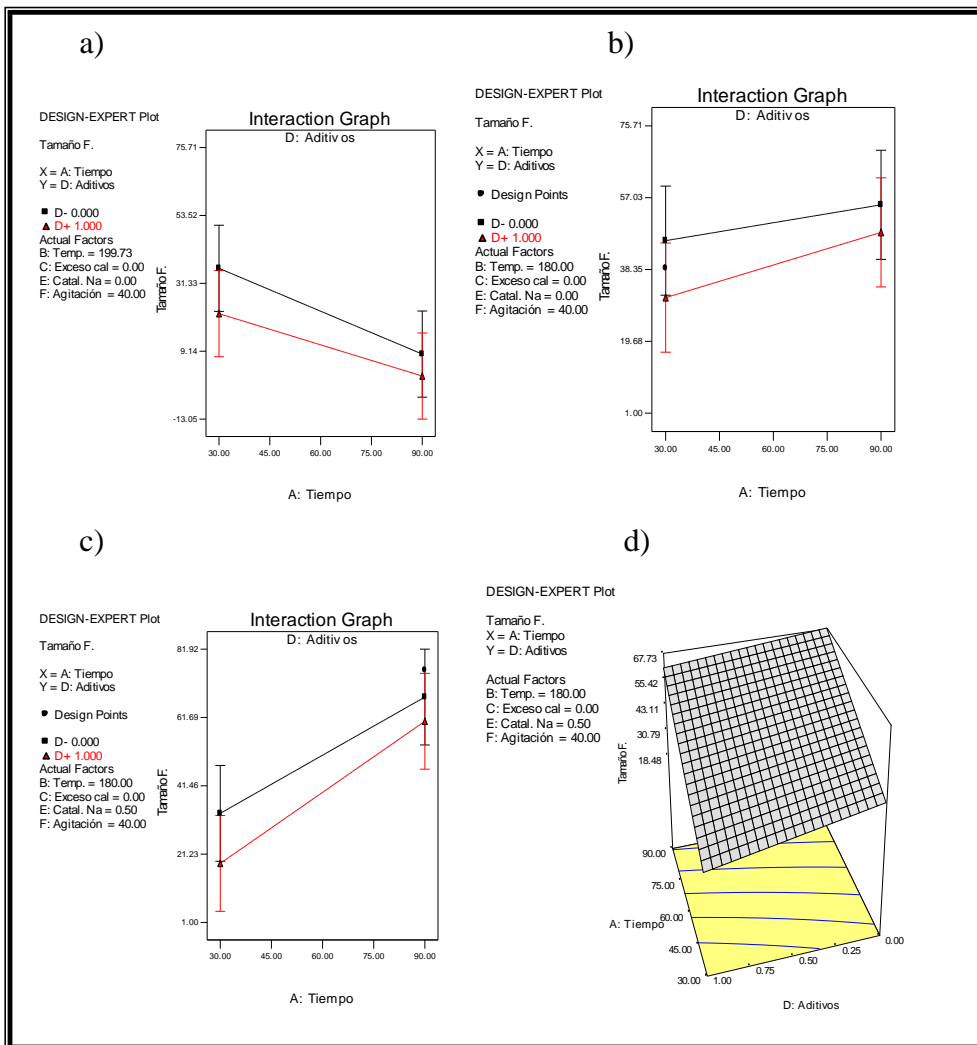 a)
DESIGN-EXPERT Plot
Tamaño F.
X = A: Tiempo
Y = D: Aditivos
D- 0.000
D+ 1.000
Actual Factors
B: Temp. = 199.73
C: Exceso cal = 0.00
E: Catal. Na = 0.00
F: Agitación = 40.00
Interaction Graph
D: Aditivos
Tamaño F.
75.71
53.52
31.33
9.14
-13.05
30.00 45.00 60.00 75.00 90.00
A: Tiempo
b)
DESIGN-EXPERT Plot
Tamaño F.
X = A: Tiempo
Y = D: Aditivos
Design Points
D- 0.000
D+ 1.000
Actual Factors
B: Temp. = 180.00
C: Exceso cal = 0.00
E: Catal. Na = 0.00
F: Agitación = 40.00
Interaction Graph
D: Aditivos
Tamaño F.
75.71
57.03
38.35
19.68
1.00
30.00 45.00 60.00 75.00 90.00
A: Tiempo
c)
DESIGN-EXPERT Plot
Tamaño F.
X = A: Tiempo
Y = D: Aditivos
Design Points
D- 0.000
D+ 1.000
Actual Factors
B: Temp. = 180.00
C: Exceso cal = 0.00
E: Catal. Na = 0.50
F: Agitación = 40.00
Interaction Graph
D: Aditivos
Tamaño F.
81.92
61.69
41.46
21.23
1.00
30.00 45.00 60.00 75.00 90.00
A: Tiempo
d)
DESIGN-EXPERT Plot
Tamaño F.
X = A: Tiempo
Y = D: Aditivos
Actual Factors
B: Temp. = 180.00
C: Exceso cal = 0.00
E: Catal. Na = 0.50
F: Agitación = 40.00
Tamaño F.
67.73
55.42
43.11
30.79
18.48
90.00
75.00
60.00
45.00
30.00
A: Tiempo
1.00
0.75
0.50
0.25
0.00
D: Aditivos